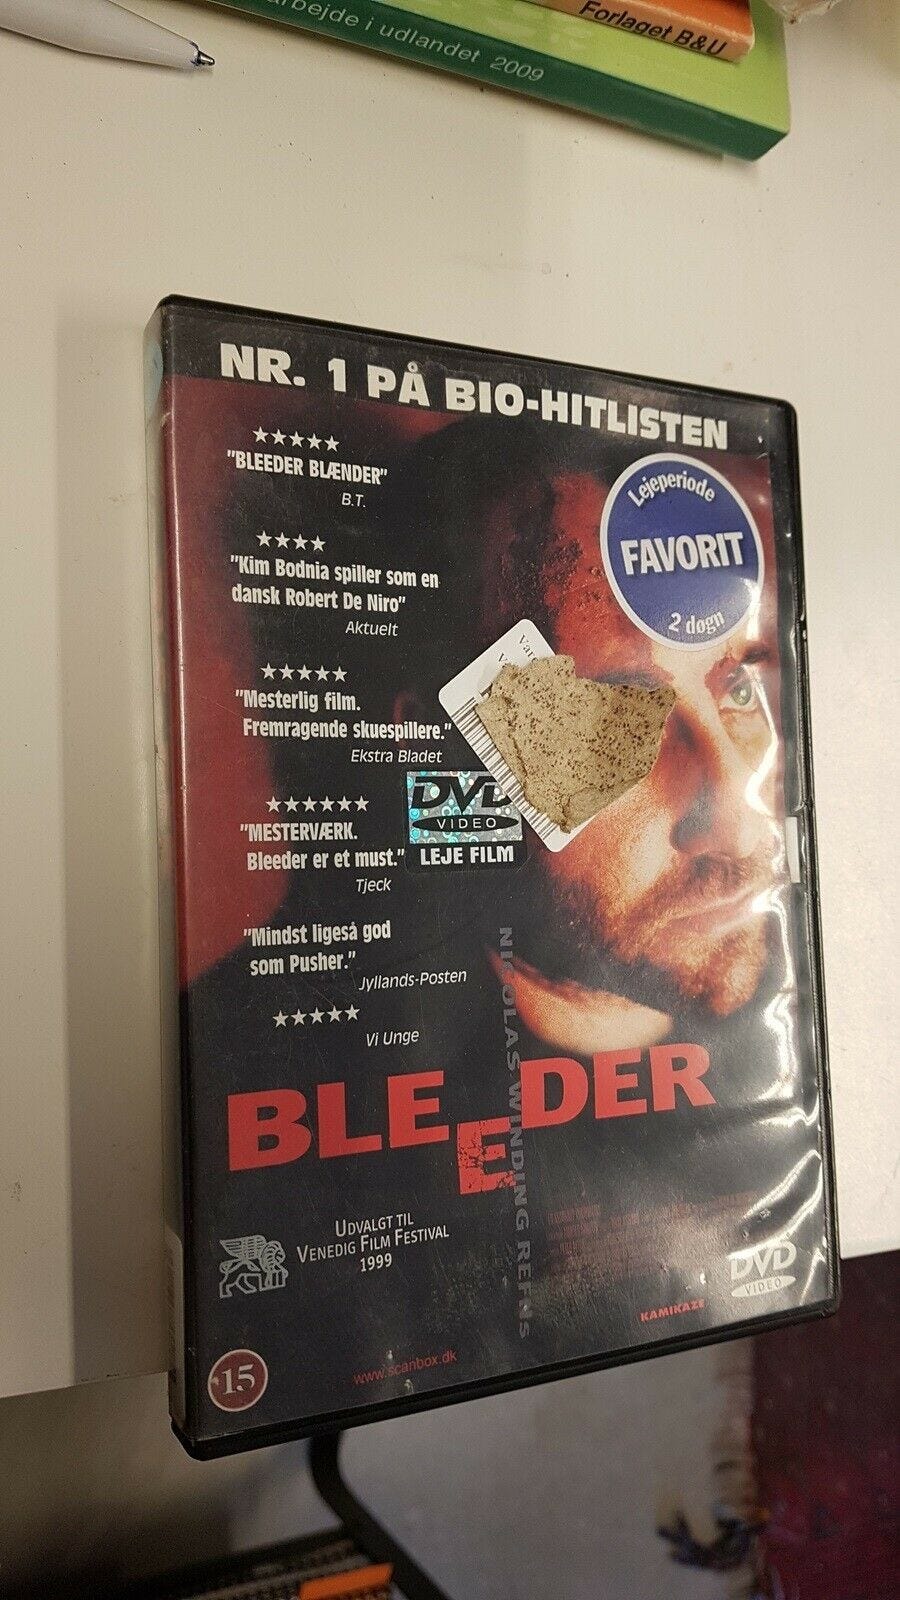 arbejde i udlandet 2009
Forlaget B&U
NR. 1 PÅ BIO-HITLISTEN
★★★★★
"BLEEDER BLÆNDER"
B.T.
★★★★
"Kim Bodnia spiller som en
dansk Robert De Niro"
Aktuelt
★★★★★
"Mesterlig film.
Fremragende skuespillere."
Ekstra Bladet
★★★★★★
"MESTERVÆRK.
Bleeder er et must."
Tjeck
"Mindst ligeså god
som Pusher."
Jyllands-Posten
★★★★★
Vi Unge
Lejeperiode
FAVORIT
2 døgn
DVD
VIDEO
LEJE FILM
NICOLAS WINDING REFNS
BLEEDER
UDVALGT TIL
VENEDIG FILM FESTIVAL
1999
DVD
VIDEO
KAMIKAZE
15
www.scanbox.dk